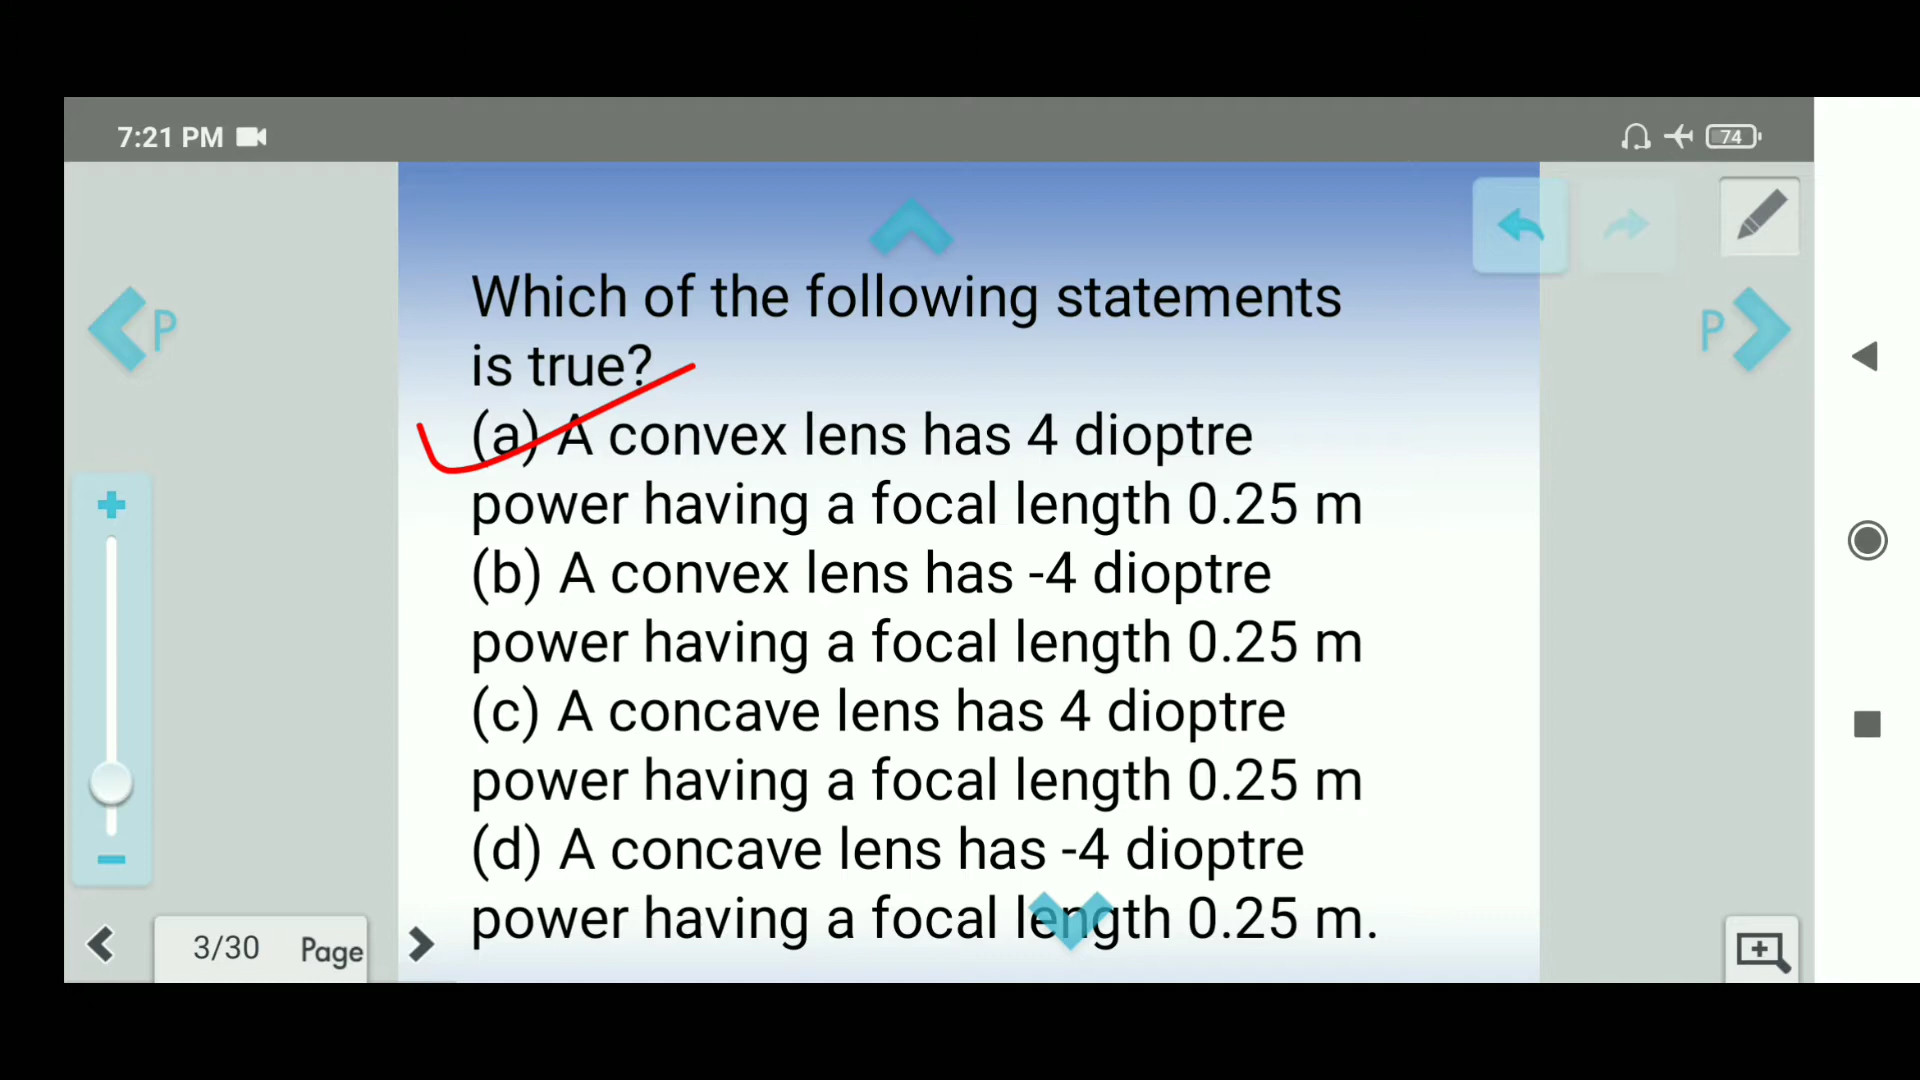 7:21 PM
74
P
P
Which of the following statements
is true?
(a) A convex lens has 4 dioptre
power having a focal length 0.25 m
(b) A convex lens has -4 dioptre
power having a focal length 0.25 m
(c) A concave lens has 4 dioptre
power having a focal length 0.25 m
(d) A concave lens has -4 dioptre
power having a focal length 0.25 m.
3/30 Page